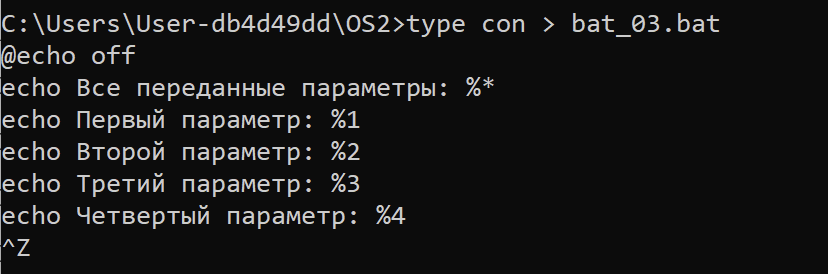 C:\Users\User-db4d49dd\OS2>type con > bat_03.bat
@echo off
echo Все переданные параметры: %*
echo Первый параметр: %1
echo Второй параметр: %2
echo Третий параметр: %3
echo Четвертый параметр: %4
^Z